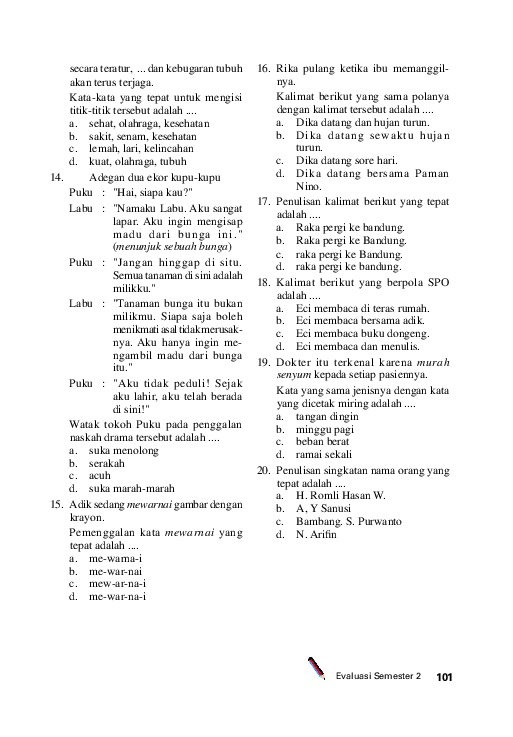 secara teratur, ... dan kebugaran tubuh
akan terus terjaga.
Kata-kata yang tepat untuk mengisi
titik-titik tersebut adalah ....
a. sehat, olahraga, kesehatan
b. sakit, senam, kesehatan
c. lemah, lari, kelincahan
d. kuat, olahraga, tubuh
14. Adegan dua ekor kupu-kupu
Puku : "Hai, siapa kau?"
Labu : "Namaku Labu. Aku sangat
lapar. Aku ingin mengisap
madu dari bunga ini."
(menunjuk sebuah bunga)
Puku : "Jangan hinggap di situ.
Semua tanaman di sini adalah
milikku."
Labu : "Tanaman bunga itu bukan
milikmu. Siapa saja boleh
menikmati asal tidak merusak-
nya. Aku hanya ingin me-
ngambil madu dari bunga
itu."
Puku : "Aku tidak peduli! Sejak
aku lahir, aku telah berada
di sini!"
Watak tokoh Puku pada penggalan
naskah drama tersebut adalah ....
a. suka menolong
b. serakah
c. acuh
d. suka marah-marah
15. Adik sedang mewarnai gambar dengan
krayon.
Pemenggalan kata mewarnai yang
tepat adalah ....
a. me-warna-i
b. me-war-nai
c. mew-ar-na-i
d. me-war-na-i
16. Rika pulang ketika ibu memanggil-
nya.
Kalimat berikut yang sama polanya
dengan kalimat tersebut adalah ....
a. Dika datang dan hujan turun.
b. Dika datang sewaktu hujan
turun.
c. Dika datang sore hari.
d. Dika datang bersama Paman
Nino.
17. Penulisan kalimat berikut yang tepat
adalah ....
a. Raka pergi ke bandung.
b. Raka pergi ke Bandung.
c. raka pergi ke Bandung.
d. raka pergi ke bandung.
18. Kalimat berikut yang berpola SPO
adalah ....
a. Eci membaca di teras rumah.
b. Eci membaca bersama adik.
c. Eci membaca buku dongeng.
d. Eci membaca dan menulis.
19. Dokter itu terkenal karena murah
senyum kepada setiap pasiennya.
Kata yang sama jenisnya dengan kata
yang dicetak miring adalah ....
a. tangan dingin
b. minggu pagi
c. beban berat
d. ramai sekali
20. Penulisan singkatan nama orang yang
tepat adalah ....
a. H. Romli Hasan W.
b. A, Y Sanusi
c. Bambang. S. Purwanto
d. N. Arifin
Evaluasi Semester 2 101